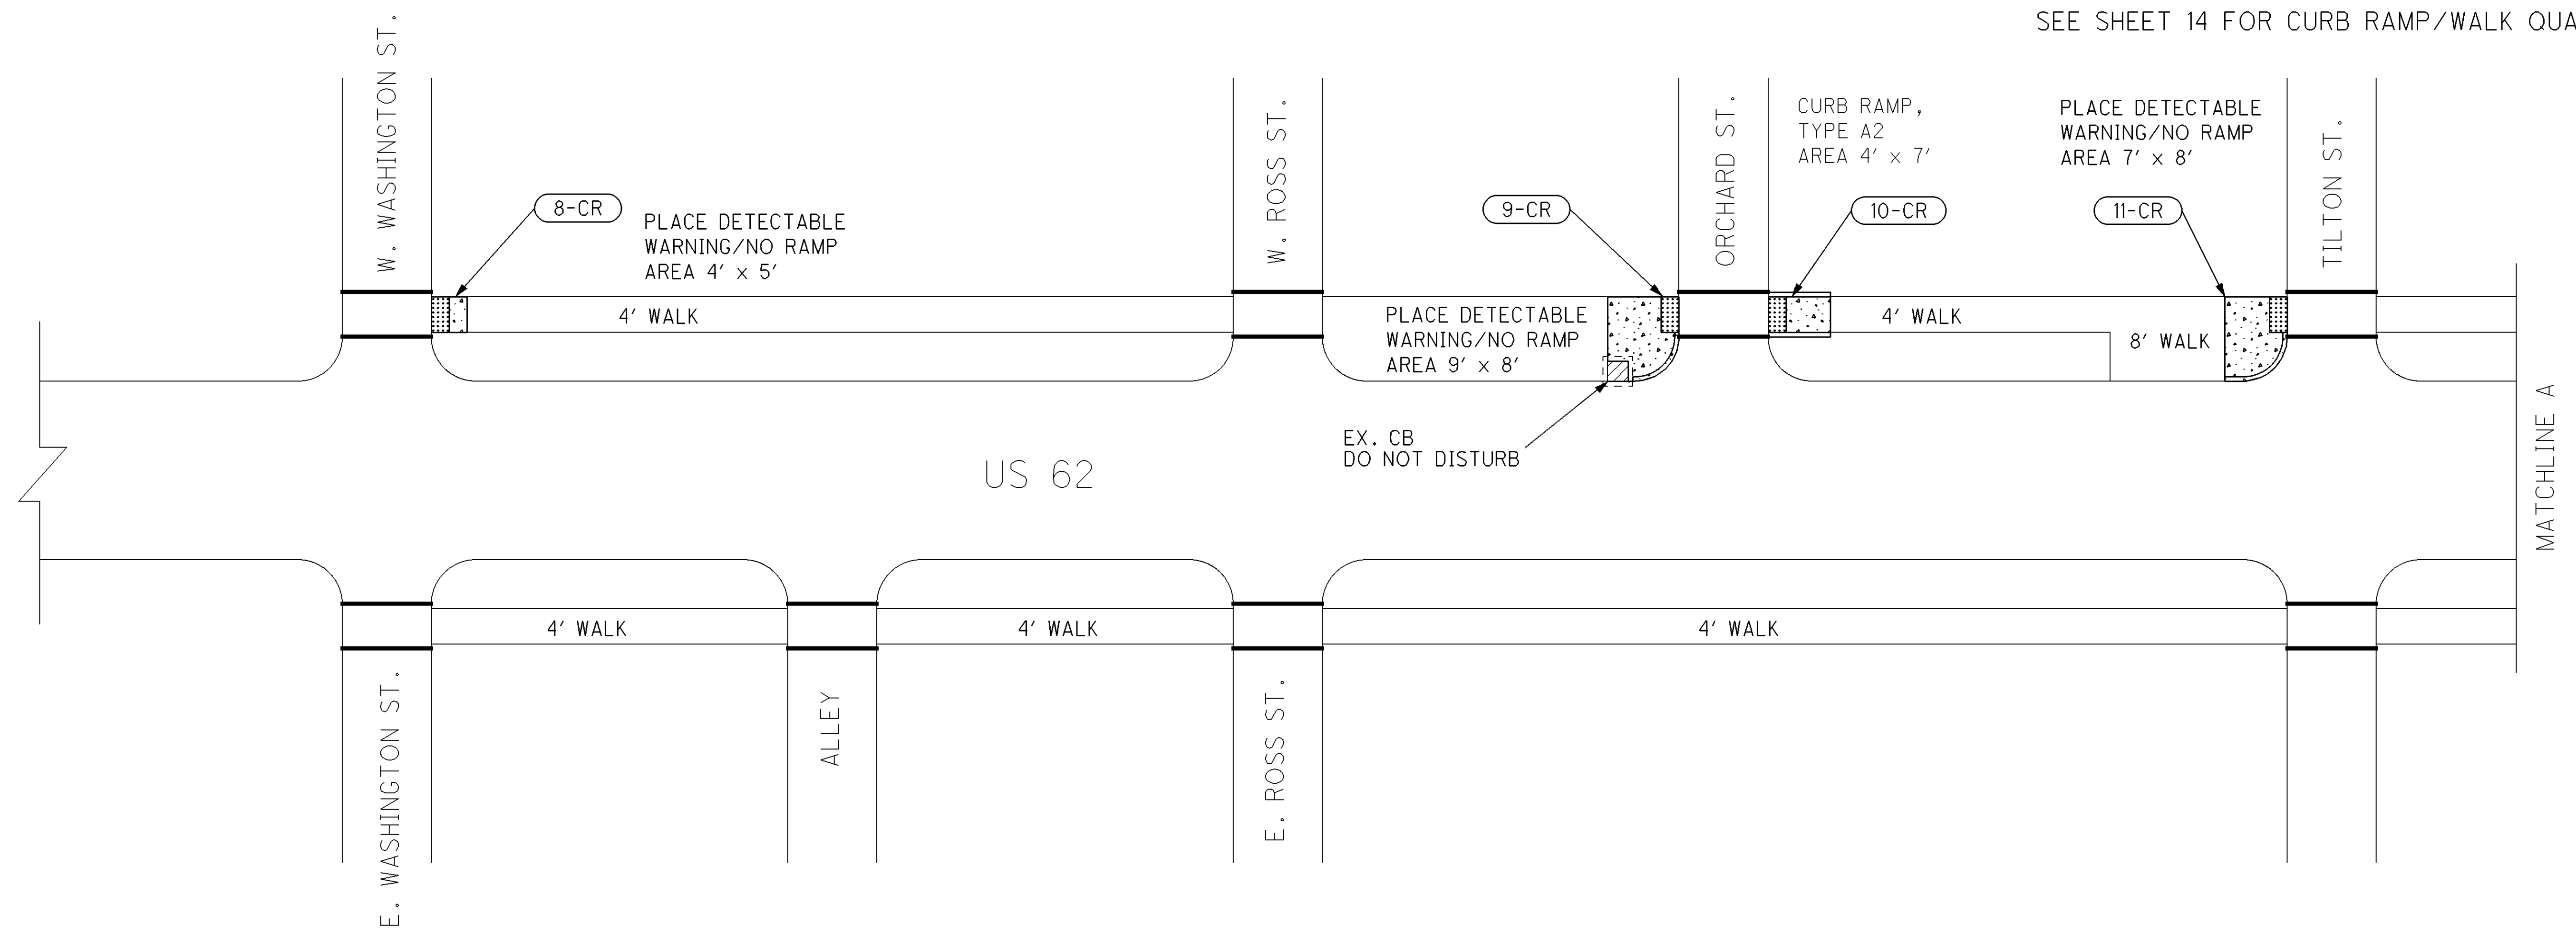 SEE SHEET 14 FOR CURB RAMP/WALK
W. WASHINGTON ST.
W. ROSS ST.
ORCHARD ST.
CURB RAMP,
TYPE A2
AREA 4' x 7'
PLACE DETECTABLE
WARNING/NO RAMP
AREA 7' x 8'
TILTON ST.
8-CR
PLACE DETECTABLE
WARNING/NO RAMP
AREA 4' x 5'
9-CR
10-CR
11-CR
4' WALK
PLACE DETECTABLE
WARNING/NO RAMP
AREA 9' x 8'
4' WALK
8' WALK
EX. CB
DO NOT DISTURB
US 62
MATCHLINE A
4' WALK
4' WALK
4' WALK
E. WASHINGTON ST.
ALLEY
E. ROSS ST.